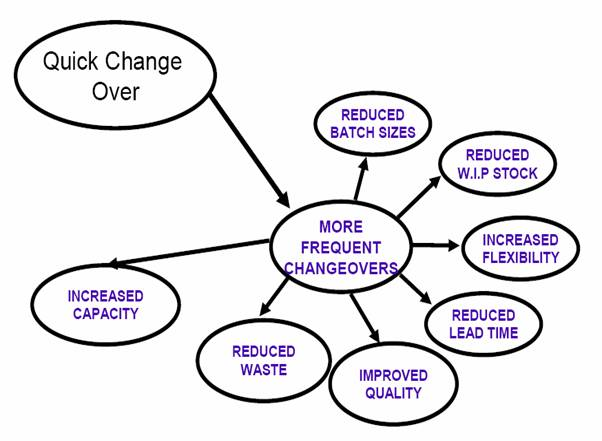 Quick Change
Over
REDUCED
BATCH SIZES
REDUCED
W.I.P STOCK
MORE
FREQUENT
CHANGEOVERS
INCREASED
FLEXIBILITY
INCREASED
CAPACITY
REDUCED
LEAD TIME
REDUCED
WASTE
IMPROVED
QUALITY